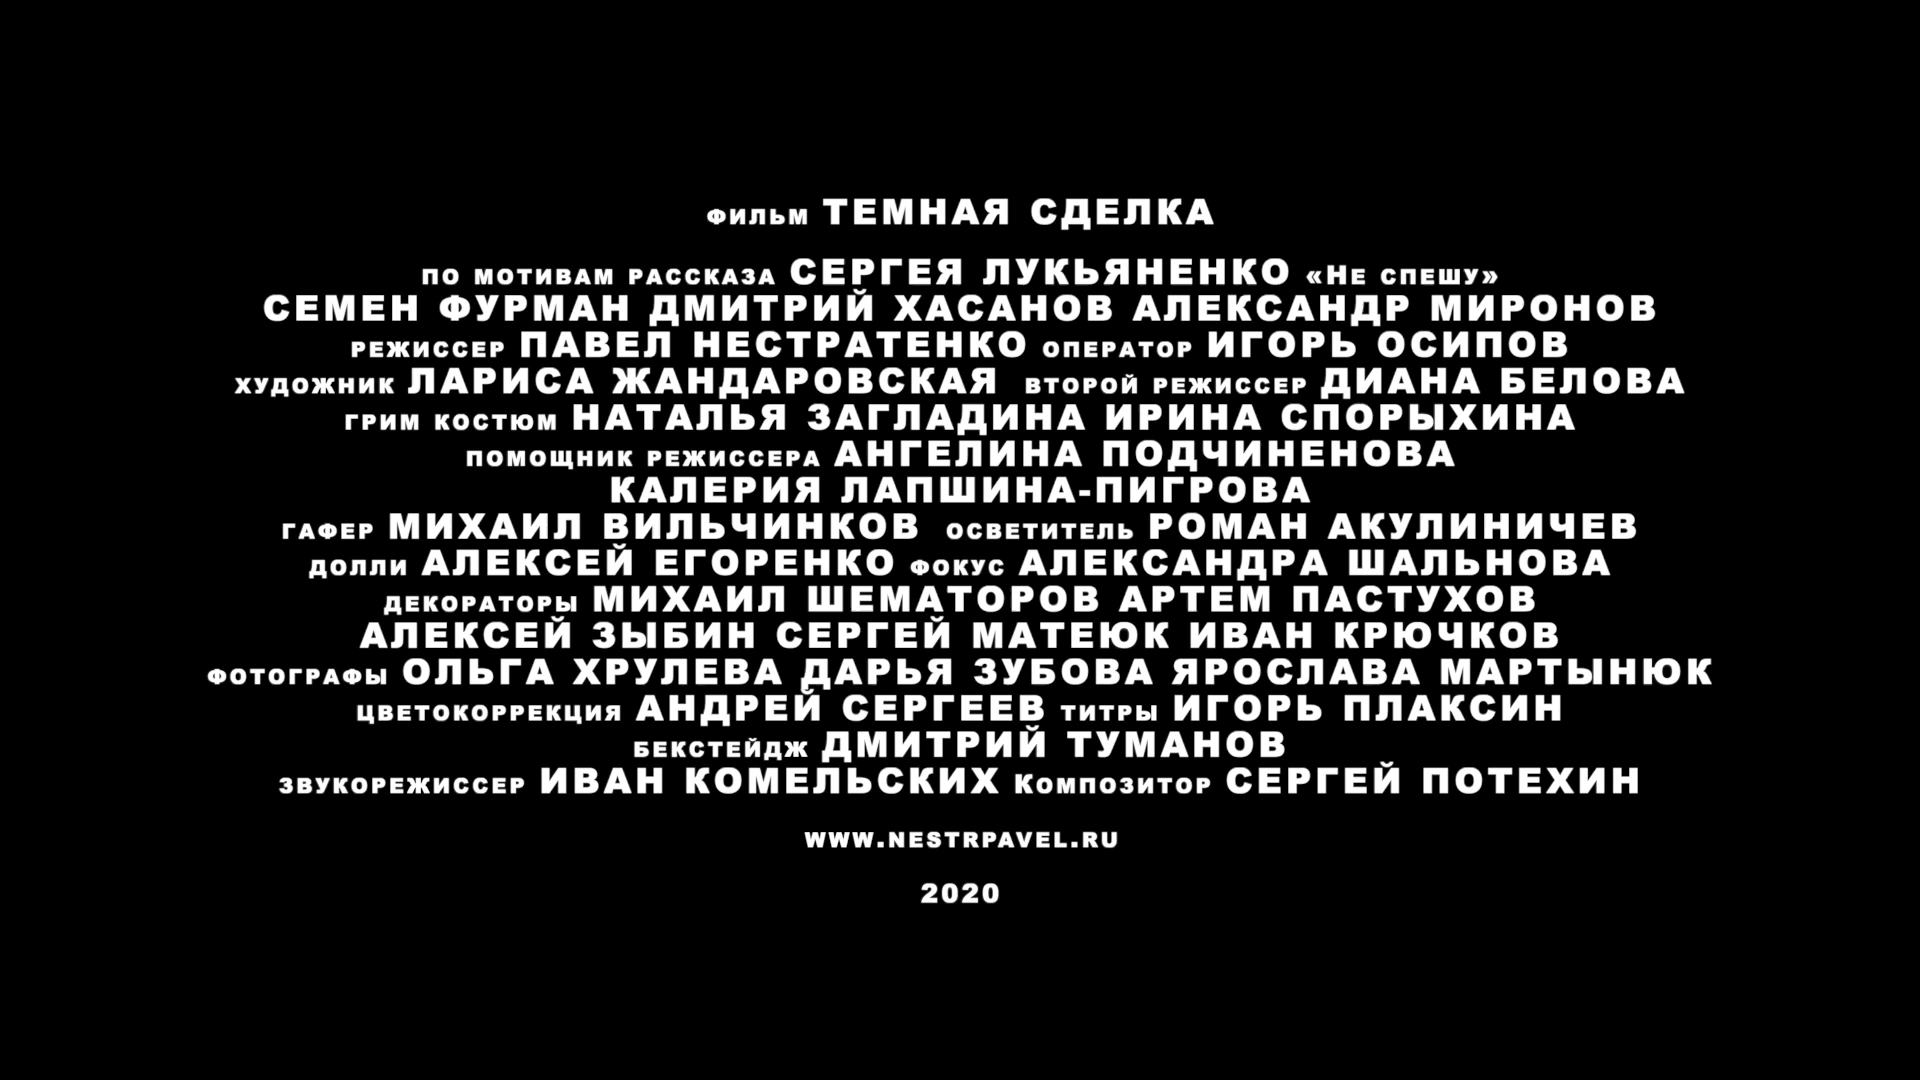 ФИЛЬМ ТЕМНАЯ СДЕЛКА
ПО МОТИВАМ РАССКАЗА СЕРГЕЯ ЛУКЬЯНЕНКО «НЕ СПЕШУ»
СЕМЕН ФУРМАН ДМИТРИЙ ХАСАНОВ АЛЕКСАНДР МИРОНОВ
РЕЖИССЕР ПАВЕЛ НЕСТРАТЕНКО ОПЕРАТОР ИГОРЬ ОСИПОВ
ХУДОЖНИК ЛАРИСА ЖАНДАРОВСКАЯ ВТОРОЙ РЕЖИССЕР ДИАНА БЕЛОВА
ГРИМ КОСТЮМ НАТАЛЬЯ ЗАГЛАДИНА ИРИНА СПОРЫХИНА
ПОМОЩНИК РЕЖИССЕРА АНГЕЛИНА ПОДЧИНЕНОВА
КАЛЕРИЯ ЛАПШИНА-ПИГРОВА
ГАФЕР МИХАИЛ ВИЛЬЧИНКОВ ОСВЕТИТЕЛЬ РОМАН АКУЛИНИЧЕВ
ДОЛЛИ АЛЕКСЕЙ ЕГОРЕНКО ФОКУС АЛЕКСАНДРА ШАЛЬНОВА
ДЕКОРАТОРЫ МИХАИЛ ШЕМАТОРОВ АРТЕМ ПАСТУХОВ
АЛЕКСЕЙ ЗЫБИН СЕРГЕЙ МАТЕЮК ИВАН КРЮЧКОВ
ФОТОГРАФЫ ОЛЬГА ХРУЛЕВА ДАРЬЯ ЗУБОВА ЯРОСЛАВА МАРТЫНЮК
ЦВЕТОКОРРЕКЦИЯ АНДРЕЙ СЕРГЕЕВ ТИТРЫ ИГОРЬ ПЛАКСИН
БЕКСТЕЙДЖ ДМИТРИЙ ТУМАНОВ
ЗВУКОРЕЖИССЕР ИВАН КОМЕЛЬСКИХ КОМПОЗИТОР СЕРГЕЙ ПОТЕХИН
WWW.NESTRPAVEL.RU
2020